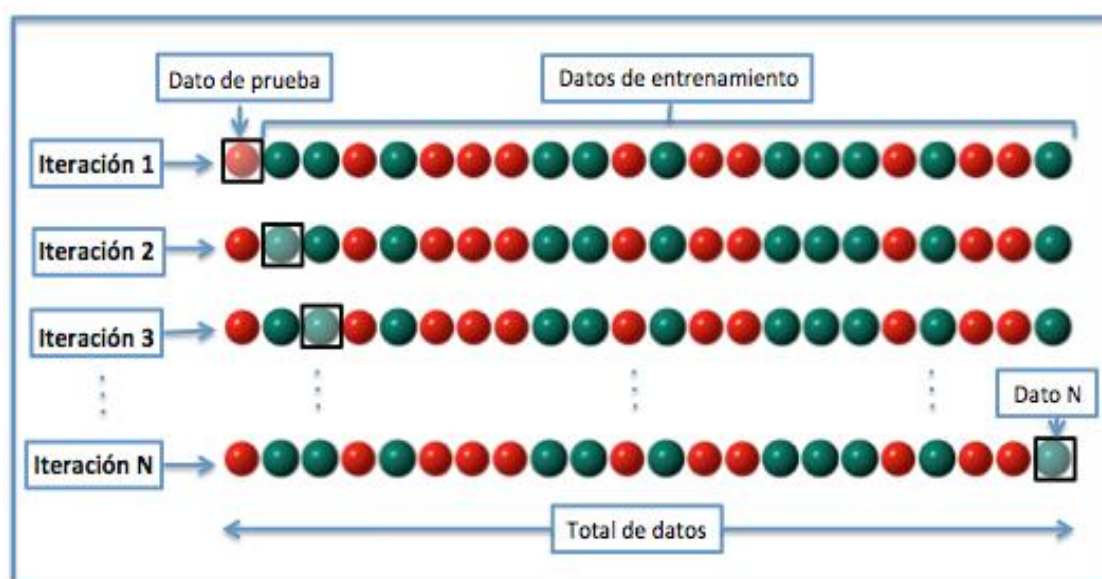 Dato de prueba
Datos de entrenamiento
Iteración 1
Iteración 2
Iteración 3
Dato N
Iteración N
Total de datos